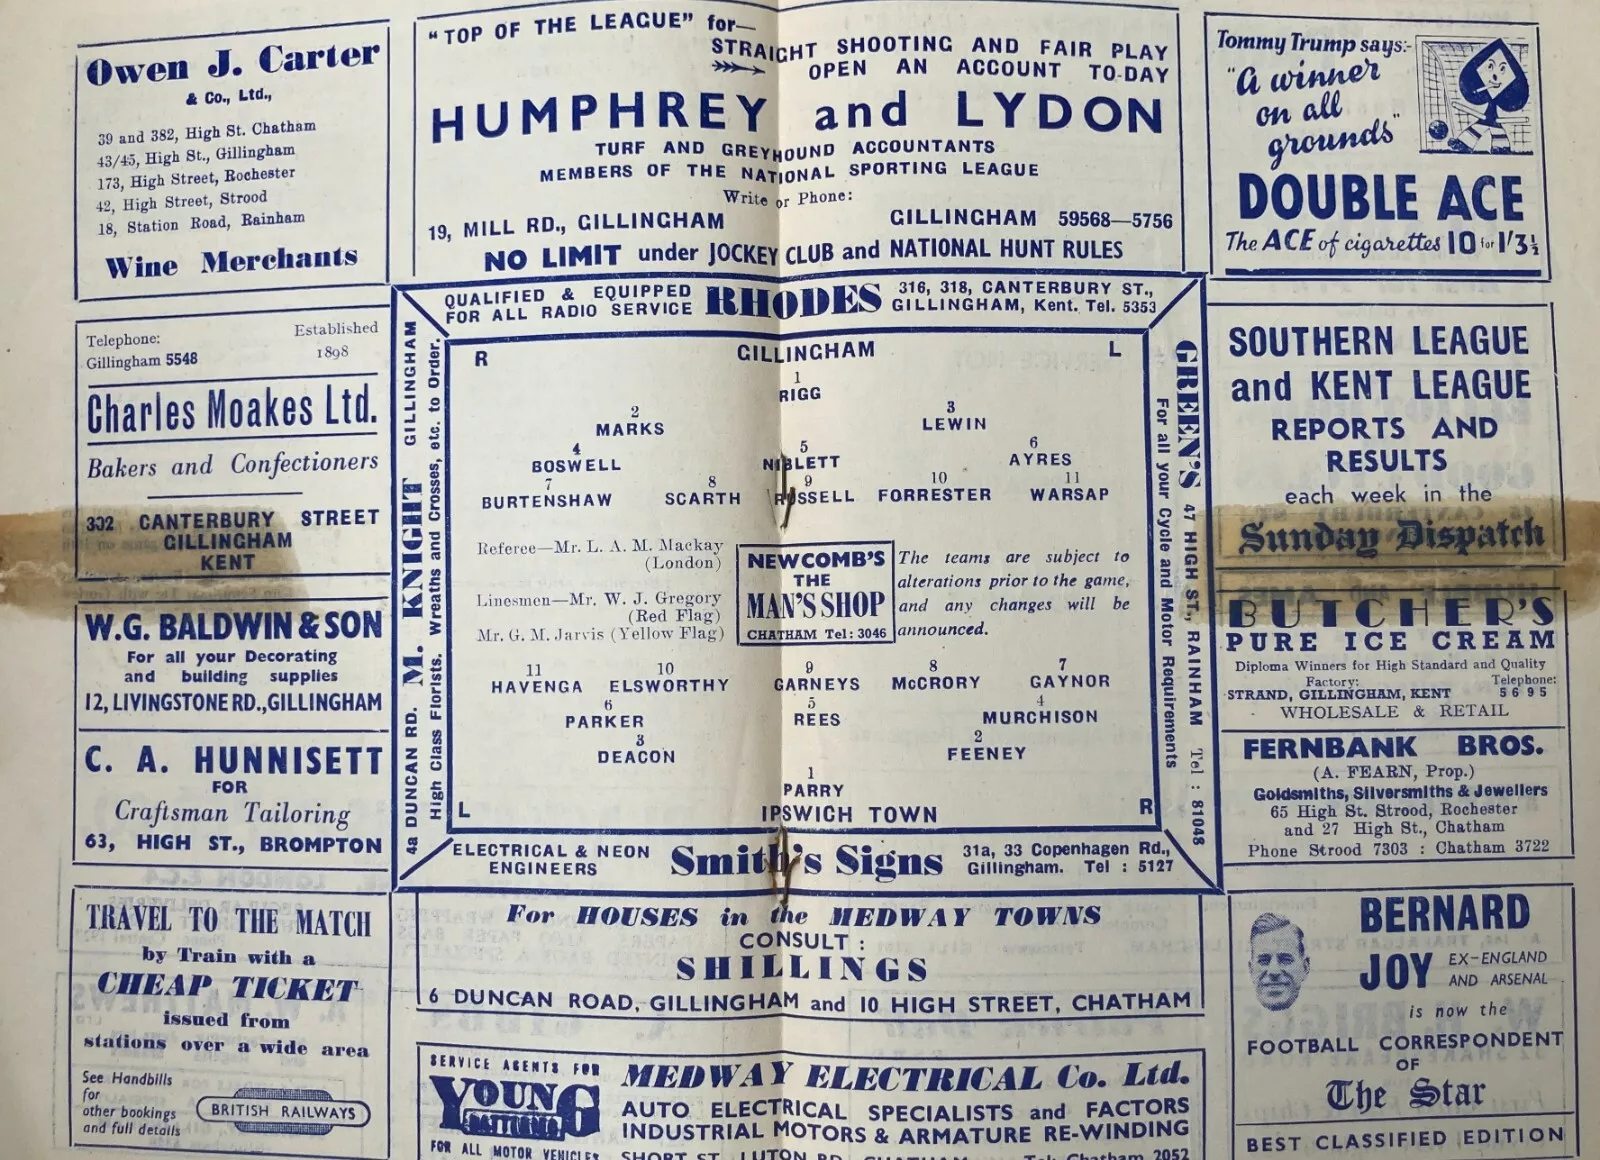 Owen J. Carter
& Co., Ltd.,
39 and 382, High St. Chatham
43/45, High St., Gillingham
173, High Street, Rochester
42, High Street, Strood
18, Station Road, Rainham
Wine Merchants
"TOP OF THE LEAGUE" for—
STRAIGHT SHOOTING AND FAIR PLAY
OPEN AN ACCOUNT TO-DAY
HUMPHREY and LYDON
TURF AND GREYHOUND ACCOUNTANTS
MEMBERS OF THE NATIONAL SPORTING LEAGUE
Write or Phone:
19, MILL RD., GILLINGHAM GILLINGHAM 59568—5756
NO LIMIT under JOCKEY CLUB and NATIONAL HUNT RULES
Tommy Trump says:-
"A winner
on all
grounds"
DOUBLE ACE
The ACE of cigarettes 10 for 1/3½
Telephone: Established
Gillingham 5548 1898
Charles Moakes Ltd.
Bakers and Confectioners
302 CANTERBURY STREET
GILLINGHAM
KENT
W.G. BALDWIN & SON
For all your Decorating
and building supplies
12, LIVINGSTONE RD., GILLINGHAM
C. A. HUNNISETT
FOR
Craftsman Tailoring
63, HIGH ST., BROMPTON
TRAVEL TO THE MATCH
by Train with a
CHEAP TICKET
issued from
stations over a wide area
See Handbills
for
other bookings
and full details
BRITISH RAILWAYS
QUALIFIED & EQUIPPED
FOR ALL RADIO SERVICE
RHODES
316, 318, CANTERBURY ST.,
GILLINGHAM, Kent. Tel. 5353
4a DUNCAN RD. M. KNIGHT GILLINGHAM
High Class Florists. Wreaths and Crosses, etc. to Order.
R GILLINGHAM L
1
RIGG
2 3
MARKS LEWIN
4 5 6
BOSWELL NIBLETT AYRES
7 8 9 10 11
BURTENSHAW SCARTH RUSSELL FORRESTER WARSAP
Referee—Mr. L. A. M. Mackay
(London)
Linesmen—Mr. W. J. Gregory
(Red Flag)
Mr. G. M. Jarvis (Yellow Flag)
NEWCOMB'S
THE
MAN'S SHOP
CHATHAM Tel: 3046
The teams are subject to
alterations prior to the game,
and any changes will be
announced.
11 10 9 8 7
HAVENGA ELSWORTHY GARNEYS McCRORY GAYNOR
6 5 4
PARKER REES MURCHISON
3 2
DEACON FEENEY
1
PARRY
L IPSWICH TOWN R
GREEN'S 47 HIGH ST., RAINHAM Tel: 81048
For all your Cycle and Motor Requirements
ELECTRICAL & NEON
ENGINEERS
Smith's Signs
31a, 33 Copenhagen Rd.,
Gillingham. Tel : 5127
For HOUSES in the MEDWAY TOWNS
CONSULT :
SHILLINGS
6 DUNCAN ROAD, GILLINGHAM and 10 HIGH STREET, CHATHAM
SERVICE AGENTS FOR
YOUNG
BATTERIES
FOR ALL MOTOR VEHICLES
MEDWAY ELECTRICAL Co. Ltd.
AUTO ELECTRICAL SPECIALISTS and FACTORS
INDUSTRIAL MOTORS & ARMATURE RE-WINDING
SHORT ST., LUTON RD., CHATHAM Tel. Chatham 2052
SOUTHERN LEAGUE
and KENT LEAGUE
REPORTS AND
RESULTS
each week in the
Sunday Dispatch
BUTCHER'S
PURE ICE CREAM
Diploma Winners for High Standard and Quality
Factory: Telephone:
STRAND, GILLINGHAM, KENT 5695
WHOLESALE & RETAIL
FERNBANK BROS.
(A. FEARN, Prop.)
Goldsmiths, Silversmiths & Jewellers
65 High St. Strood, Rochester
and 27 High St., Chatham
Phone Strood 7303 : Chatham 3722
BERNARD
JOY EX-ENGLAND
AND ARSENAL
is now the
FOOTBALL CORRESPONDENT
OF
The Star
BEST CLASSIFIED EDITION